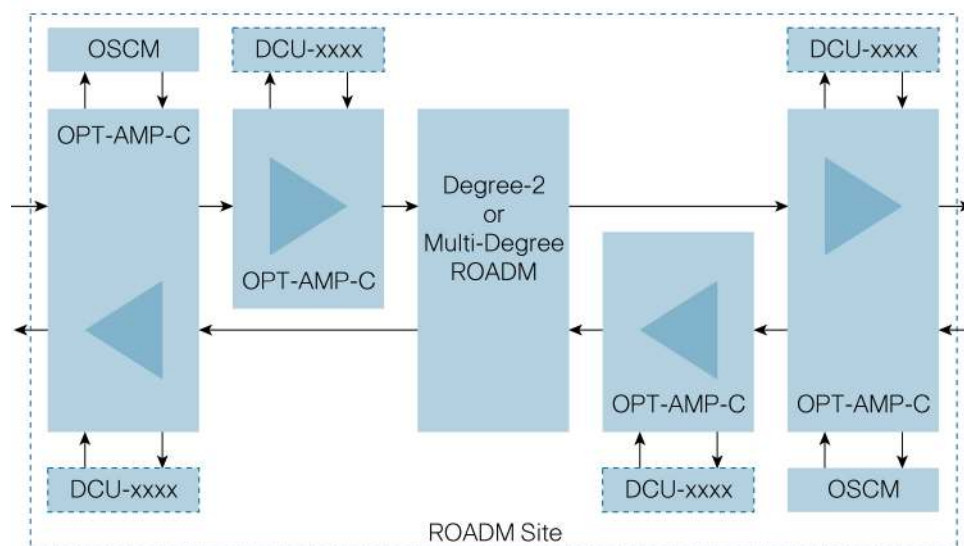 OSCM
DCU-xxxx
DCU-xxxx
OPT-AMP-C
OPT-AMP-C
Degree-2
or
Multi-Degree
ROADM
OPT-AMP-C
OPT-AMP-C
DCU-xxxx
DCU-xxxx
OSCM
ROADM Site